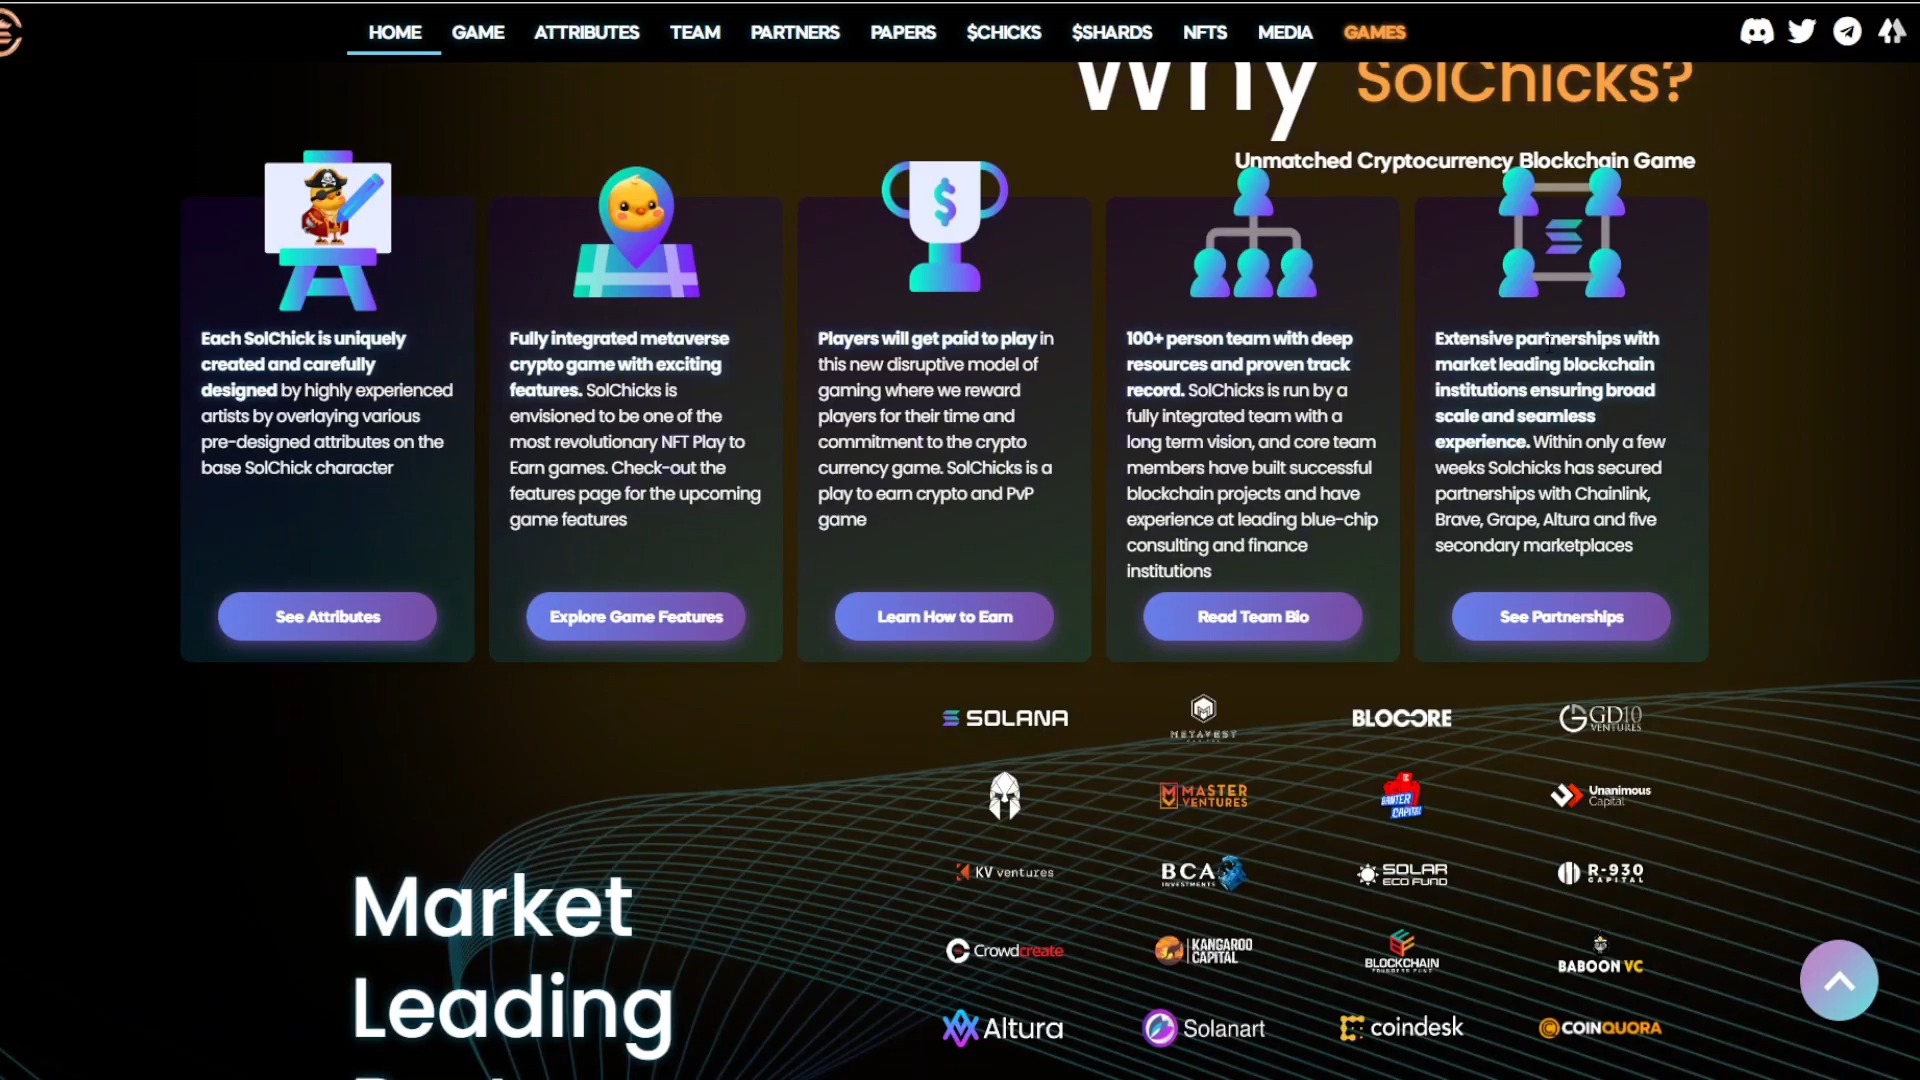 HOME GAME ATTRIBUTES TEAM PARTNERS PAPERS $CHICKS $SHARDS NFTS MEDIA GAMES
Why SolChicks?
Unmatched Cryptocurrency Blockchain Game
Each SolChick is uniquely
created and carefully
designed by highly experienced
artists by overlaying various
pre-designed attributes on the
base SolChick character
See Attributes
Fully integrated metaverse
crypto game with exciting
features. SolChicks is
envisioned to be one of the
most revolutionary NFT Play to
Earn games. Check-out the
features page for the upcoming
game features
Explore Game Features
Players will get paid to play in
this new disruptive model of
gaming where we reward
players for their time and
commitment to the crypto
currency game. SolChicks is a
play to earn crypto and PvP
game
Learn How to Earn
100+ person team with deep
resources and proven track
record. SolChicks is run by a
fully integrated team with a
long term vision, and core team
members have built successful
blockchain projects and have
experience at leading blue-chip
consulting and finance
institutions
Read Team Bio
Extensive partnerships with
market leading blockchain
institutions ensuring broad
scale and seamless
experience. Within only a few
weeks Solchicks has secured
partnerships with Chainlink,
Brave, Grape, Altura and five
secondary marketplaces
See Partnerships
Market
Leading
SOLANA
METAVEST
BLOCORE
GD10
VENTURES
MASTER
VENTURES
CAPITAL
Unanimous
Capital
KV ventures
BCA
INVESTMENTS
SOLAR
ECO FUND
R-930
CAPITAL
Crowdcreate
KANGAROO
CAPITAL
BLOCKCHAIN
FOUNDERS FUND
BABOON VC
Altura
Solanart
coindesk
COINQUORA